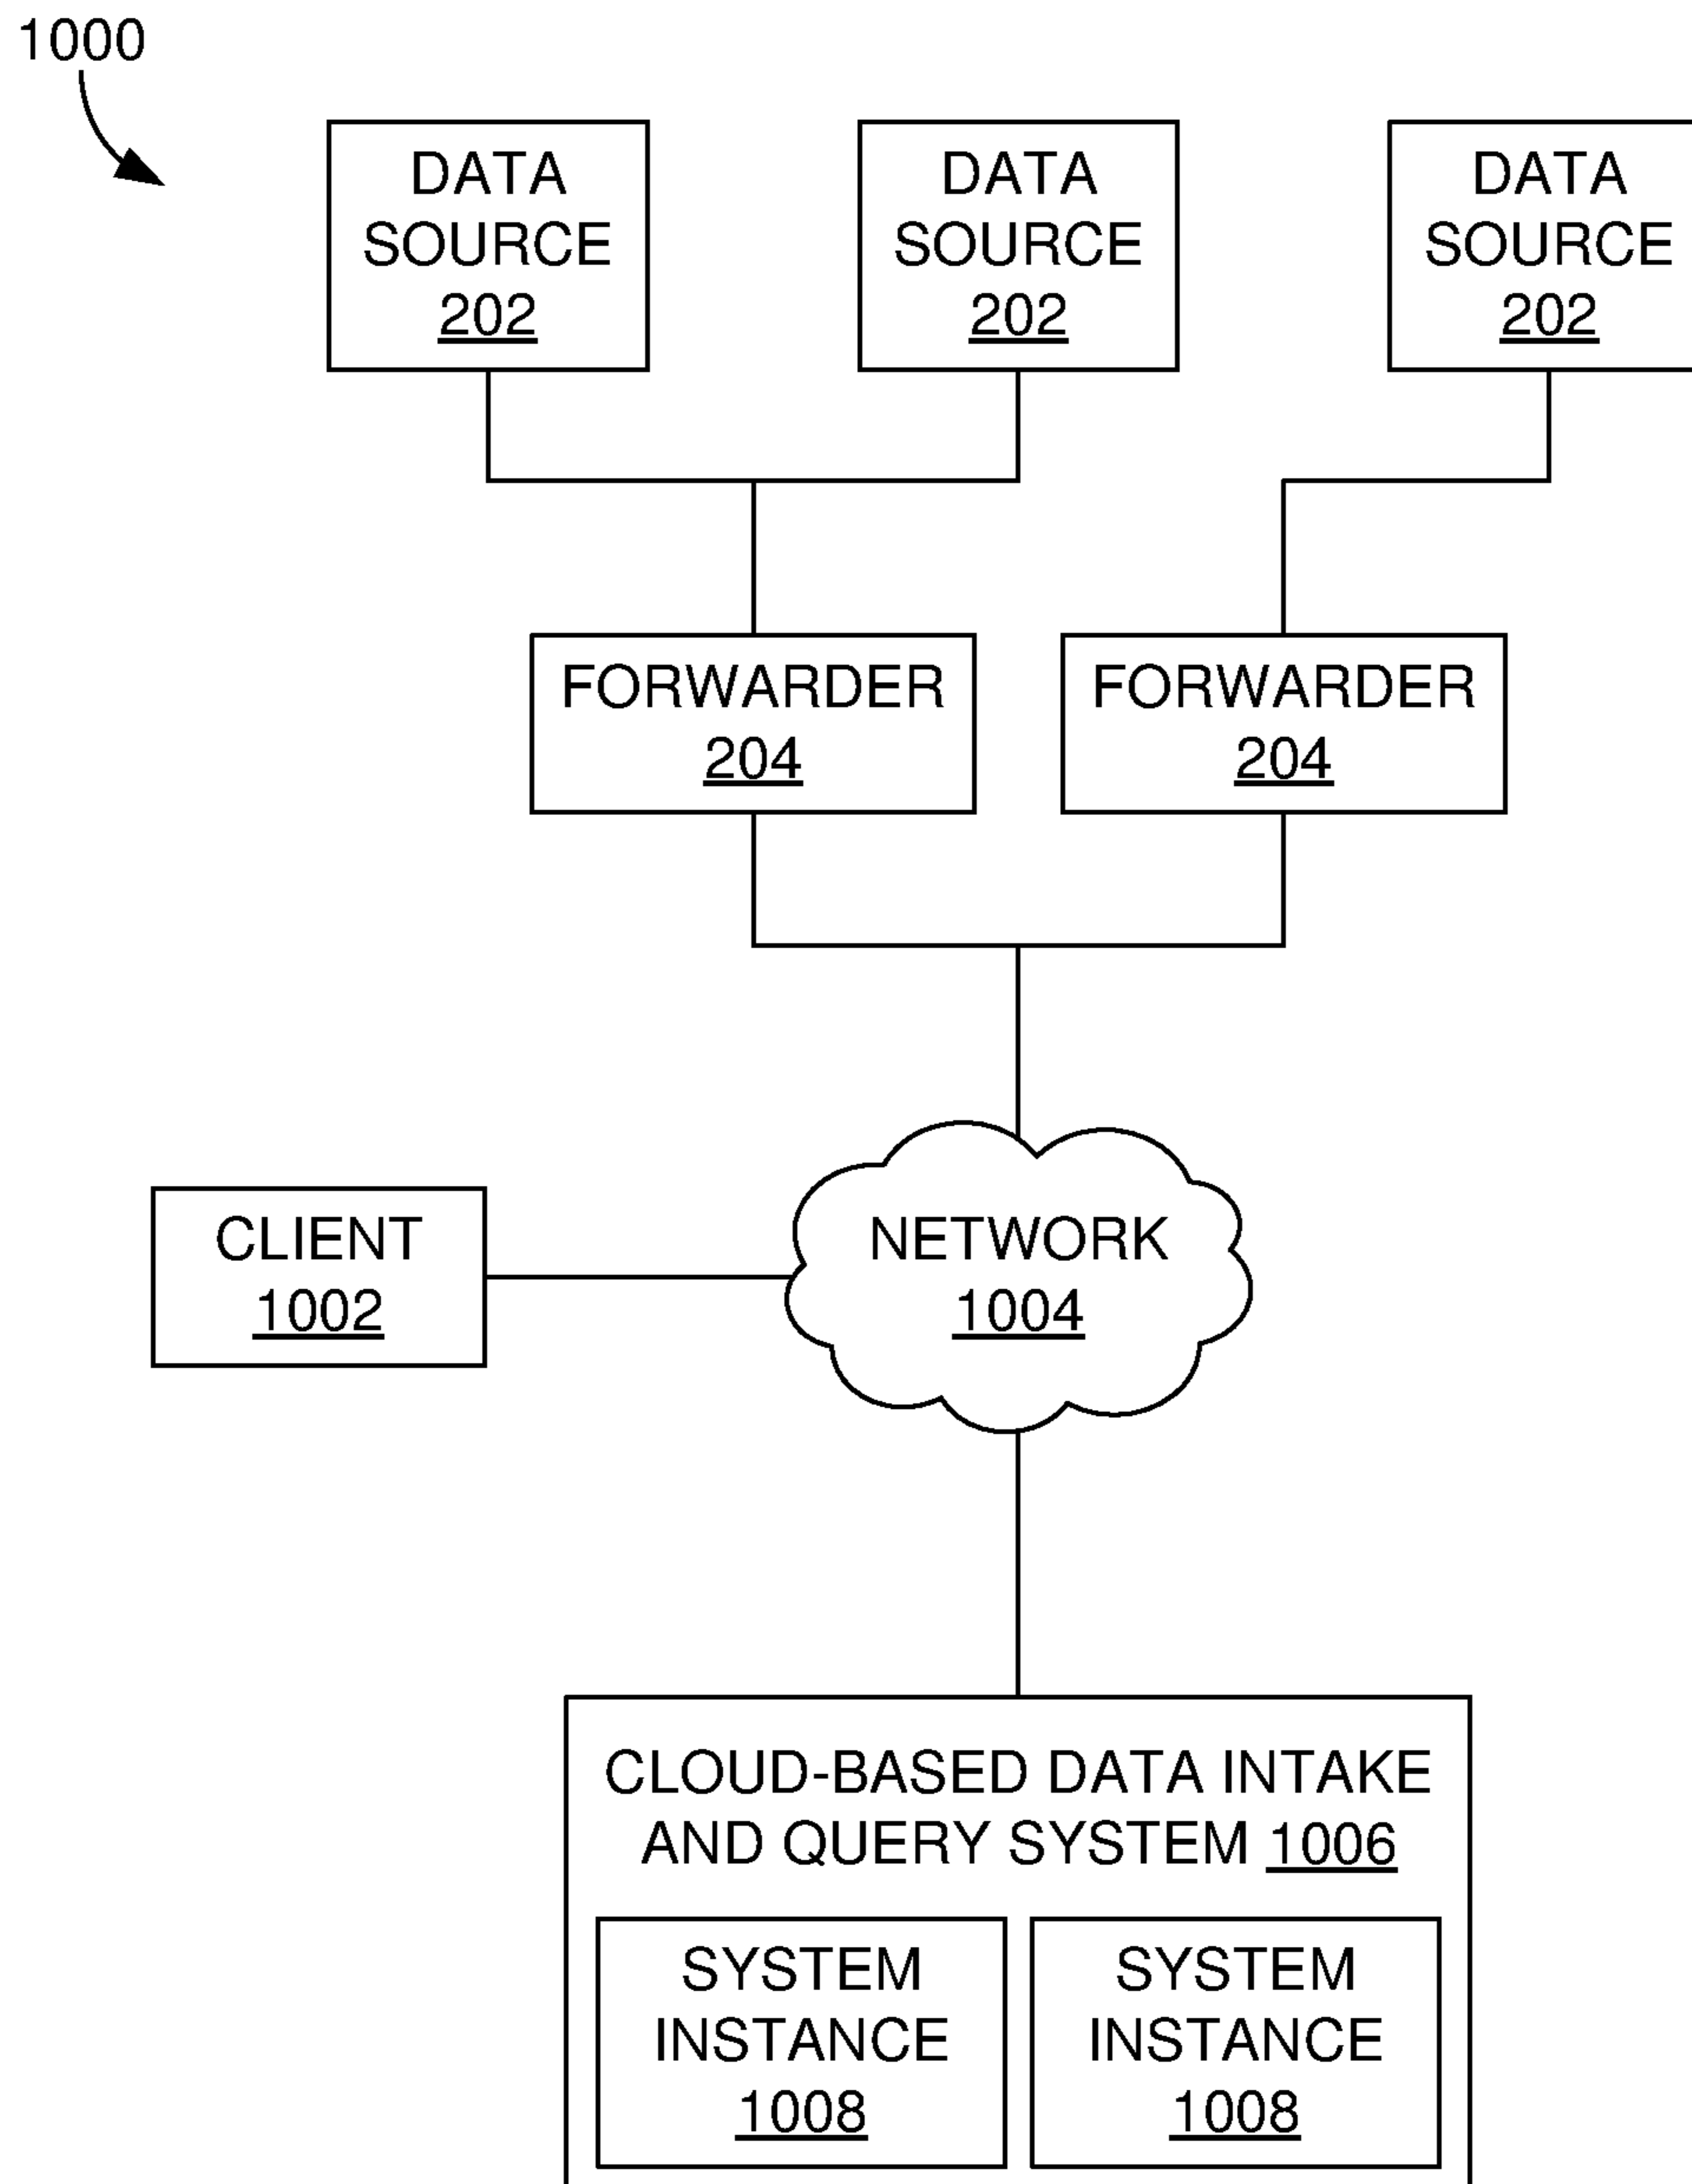 1000
DATA
SOURCE
202
DATA
SOURCE
202
DATA
SOURCE
202
FORWARDER
204
FORWARDER
204
CLIENT
1002
NETWORK
1004
CLOUD-BASED DATA INTAKE
AND QUERY SYSTEM 1006
SYSTEM
INSTANCE
1008
SYSTEM
INSTANCE
1008